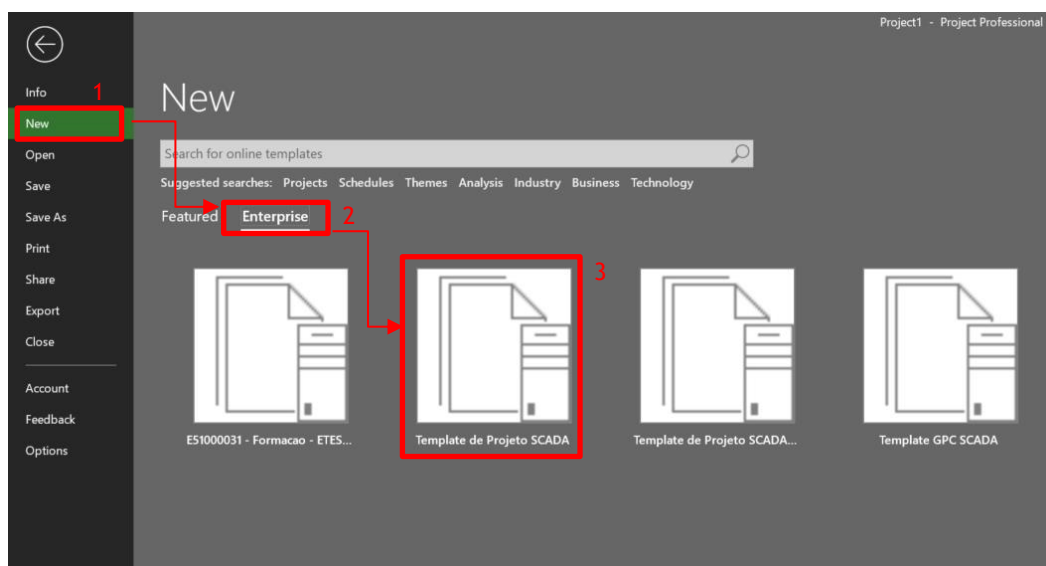 Project1 - Project Professional
Info
1
New
New
Open
Save
Save As
Print
Share
Export
Close
Account
Feedback
Options
New
Search for online templates
Suggested searches: Projects Schedules Themes Analysis Industry Business Technology
Featured Enterprise 2
3
E51000031 - Formacao - ETES...
Template de Projeto SCADA
Template de Projeto SCADA...
Template GPC SCADA